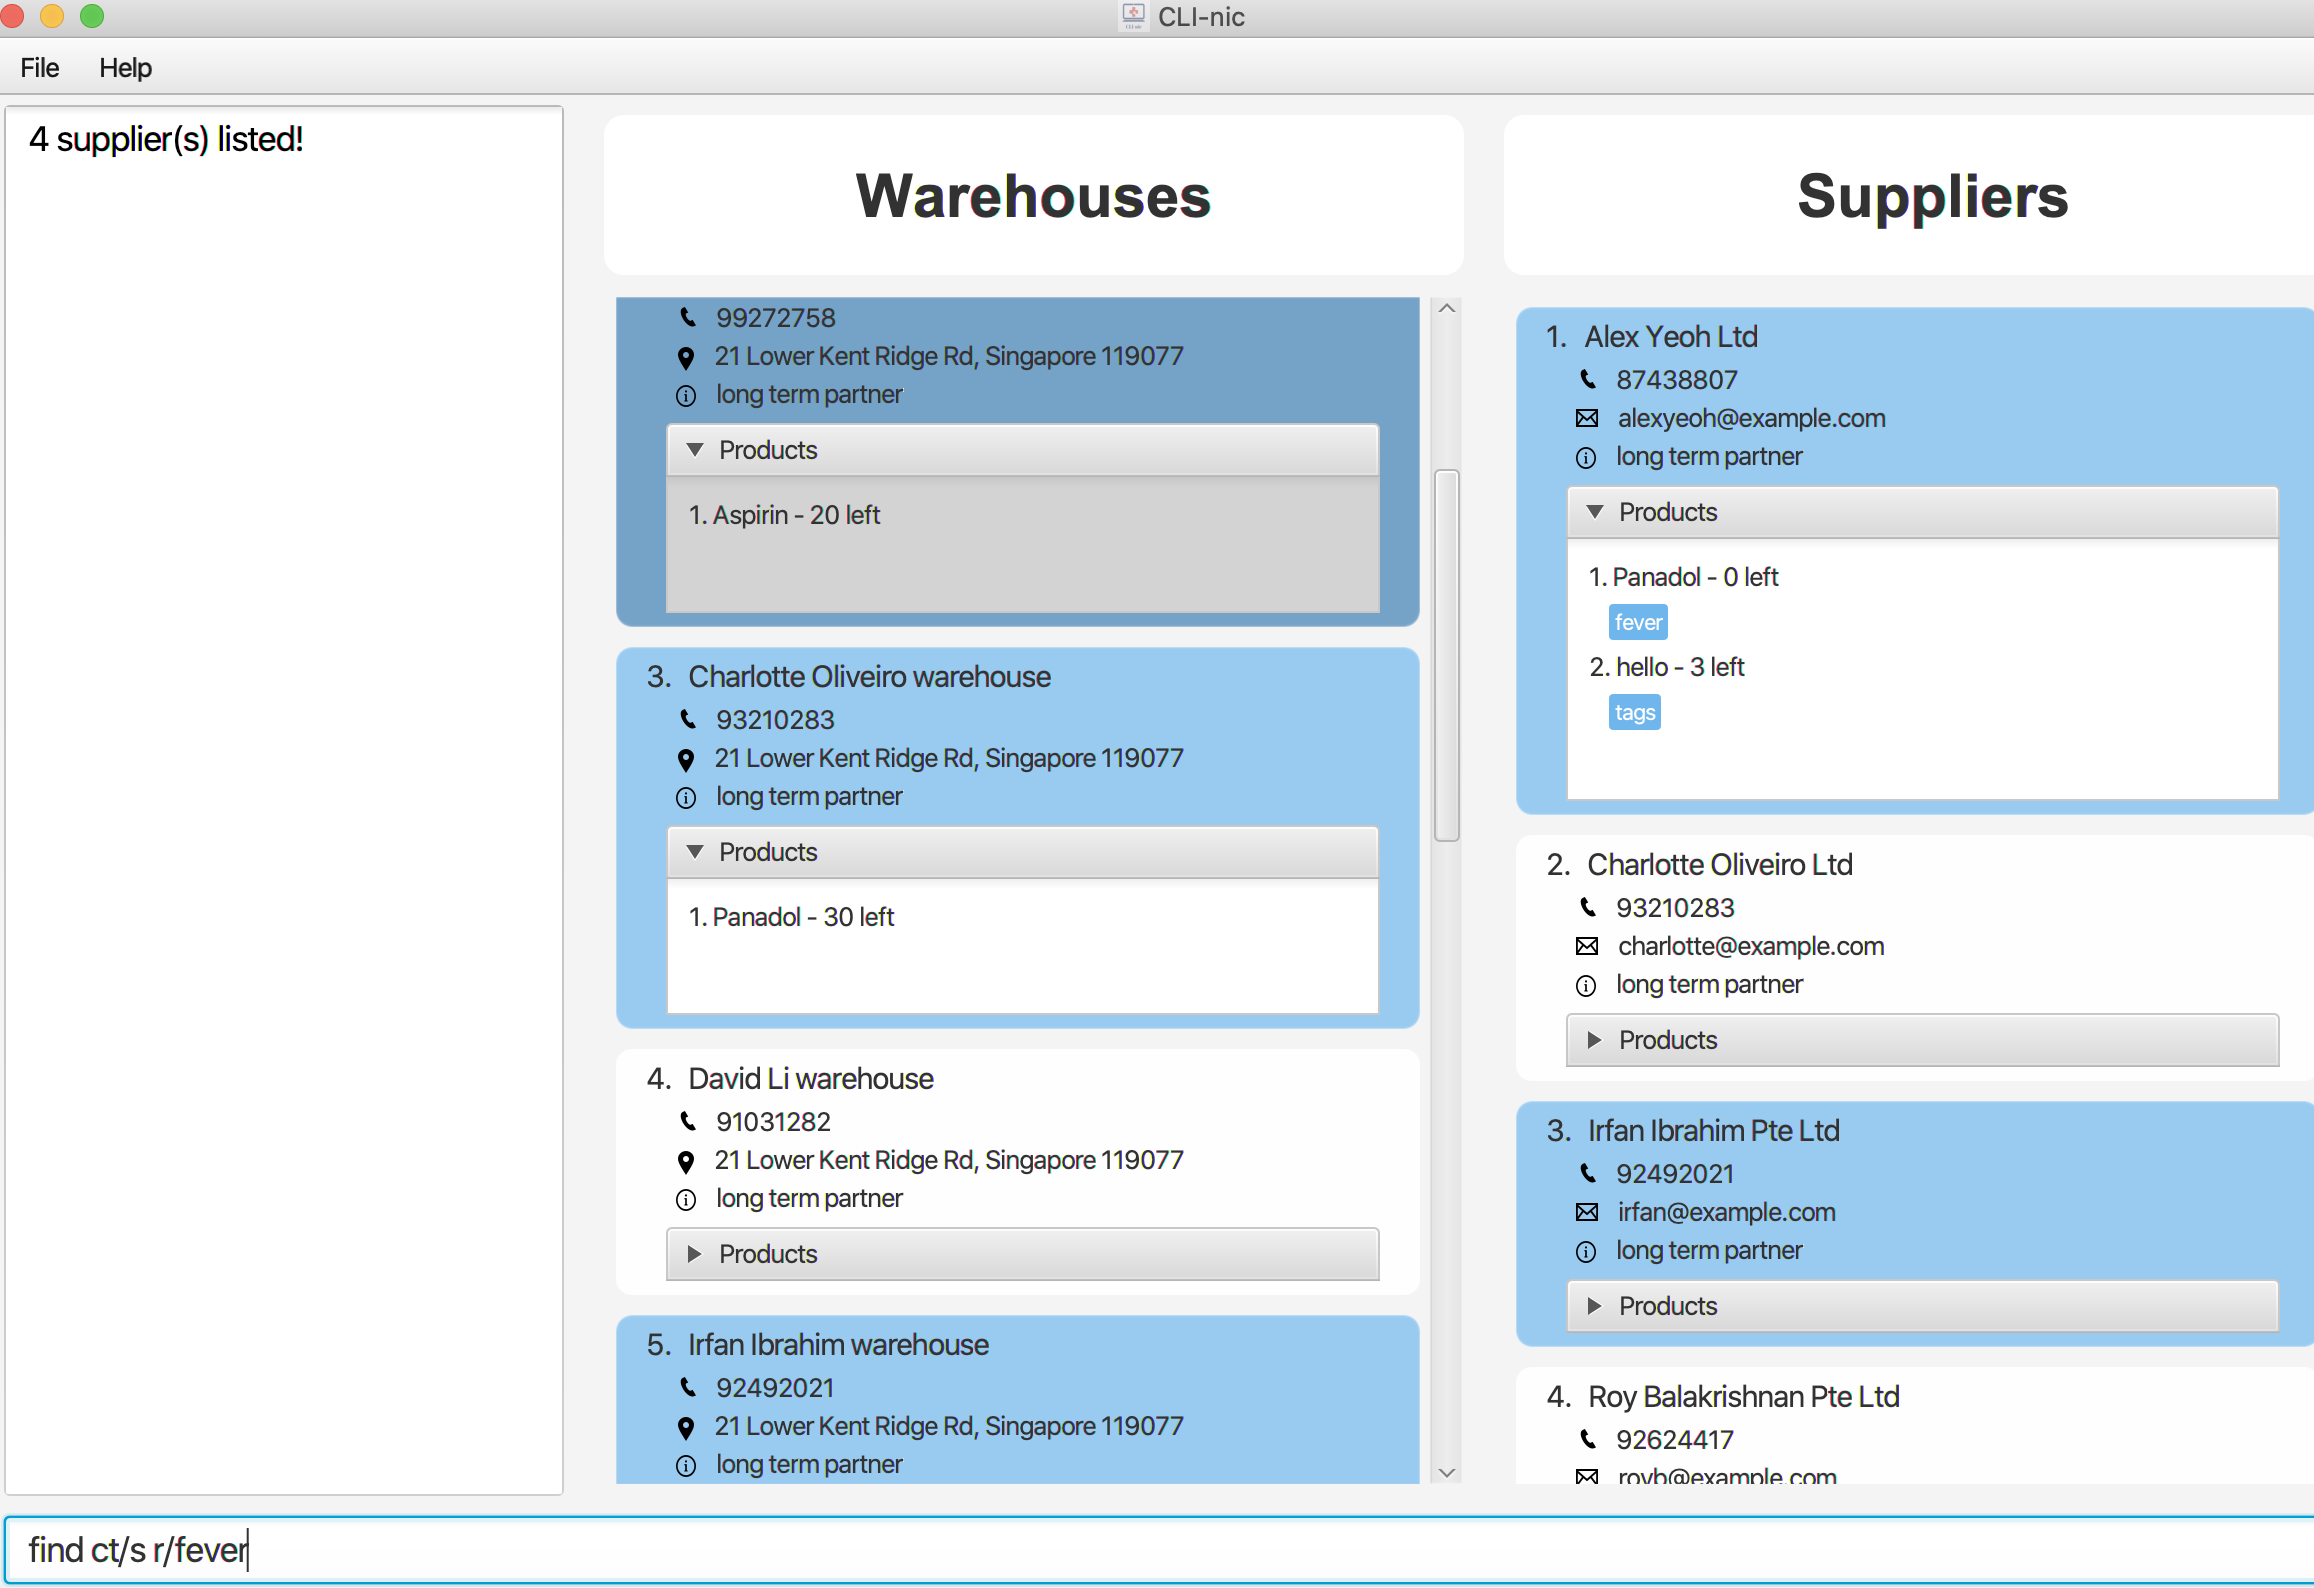 CLI-nic
File Help
4 supplier(s) listed!
Warehouses
99272758
21 Lower Kent Ridge Rd, Singapore 119077
long term partner
Products
1. Aspirin - 20 left
3. Charlotte Oliveiro warehouse
93210283
21 Lower Kent Ridge Rd, Singapore 119077
long term partner
Products
1. Panadol - 30 left
4. David Li warehouse
91031282
21 Lower Kent Ridge Rd, Singapore 119077
long term partner
Products
5. Irfan Ibrahim warehouse
92492021
21 Lower Kent Ridge Rd, Singapore 119077
long term partner
Suppliers
1. Alex Yeoh Ltd
87438807
alexyeoh@example.com
long term partner
Products
1. Panadol - 0 left
fever
2. hello - 3 left
tags
2. Charlotte Oliveiro Ltd
93210283
charlotte@example.com
long term partner
Products
3. Irfan Ibrahim Pte Ltd
92492021
irfan@example.com
long term partner
Products
4. Roy Balakrishnan Pte Ltd
92624417
royb@example.com
find ct/s r/fever